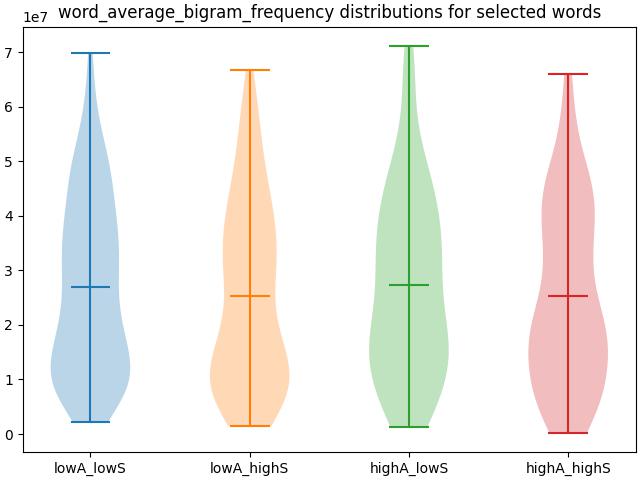 word_average_bigram_frequency distributions for selected words
1e7
7
6
5
4
3
2
1
0
lowA_lowS lowA_highS highA_lowS highA_highS